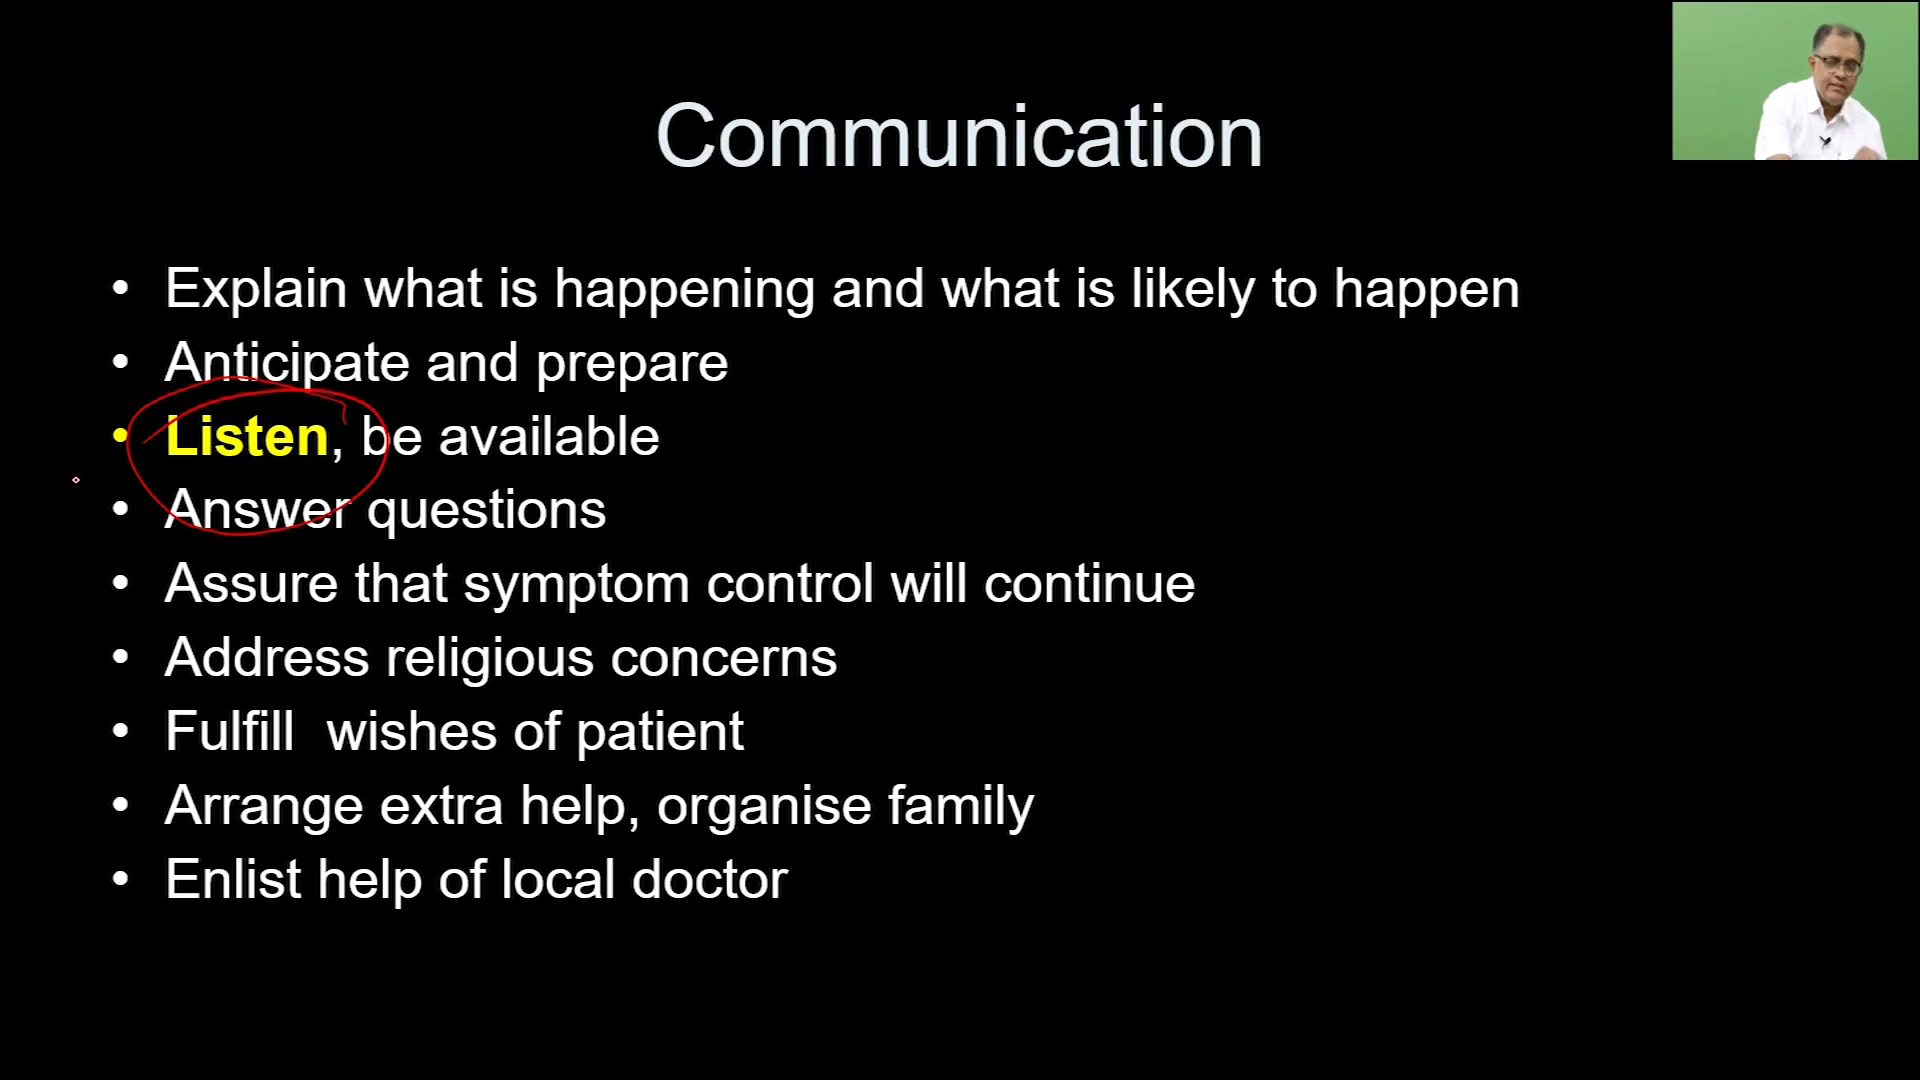 Communication
• Explain what is happening and what is likely to happen
• Anticipate and prepare
• Listen, be available
• Answer questions
• Assure that symptom control will continue
• Address religious concerns
• Fulfill  wishes of patient
• Arrange extra help, organise family
• Enlist help of local doctor